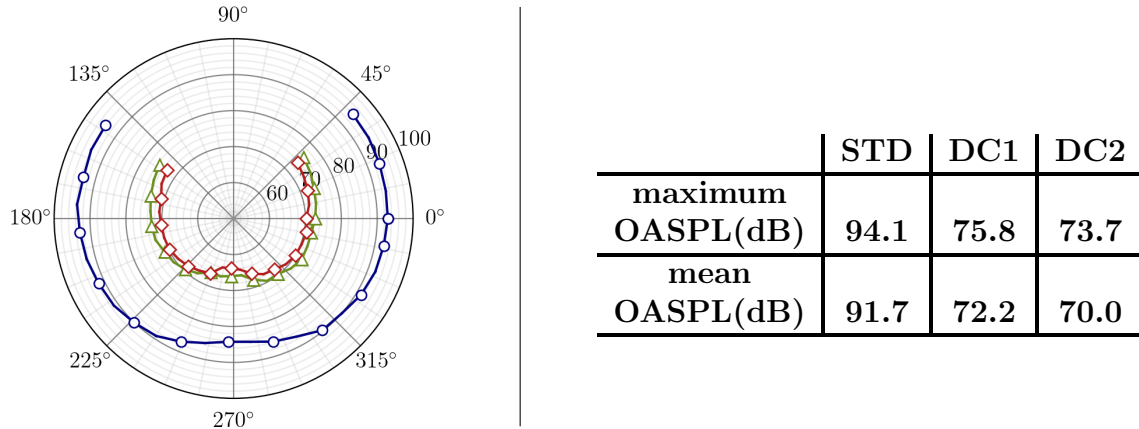 90°
135°
45°
100
90
80
70
60
180°
0°
225°
315°
270°
STD DC1 DC2
maximum
OASPL(dB) 94.1 75.8 73.7
mean
OASPL(dB) 91.7 72.2 70.0